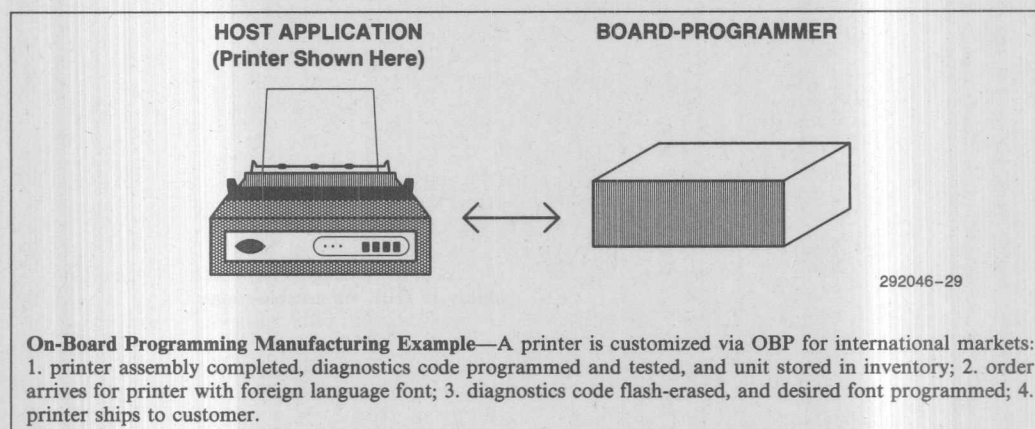 HOST APPLICATION
(Printer Shown Here)
BOARD-PROGRAMMER
292046-29
On-Board Programming Manufacturing Example—A printer is customized via OBP for international markets:
1. printer assembly completed, diagnostics code programmed and tested, and unit stored in inventory; 2. order
arrives for printer with foreign language font; 3. diagnostics code flash-erased, and desired font programmed; 4.
printer ships to customer.